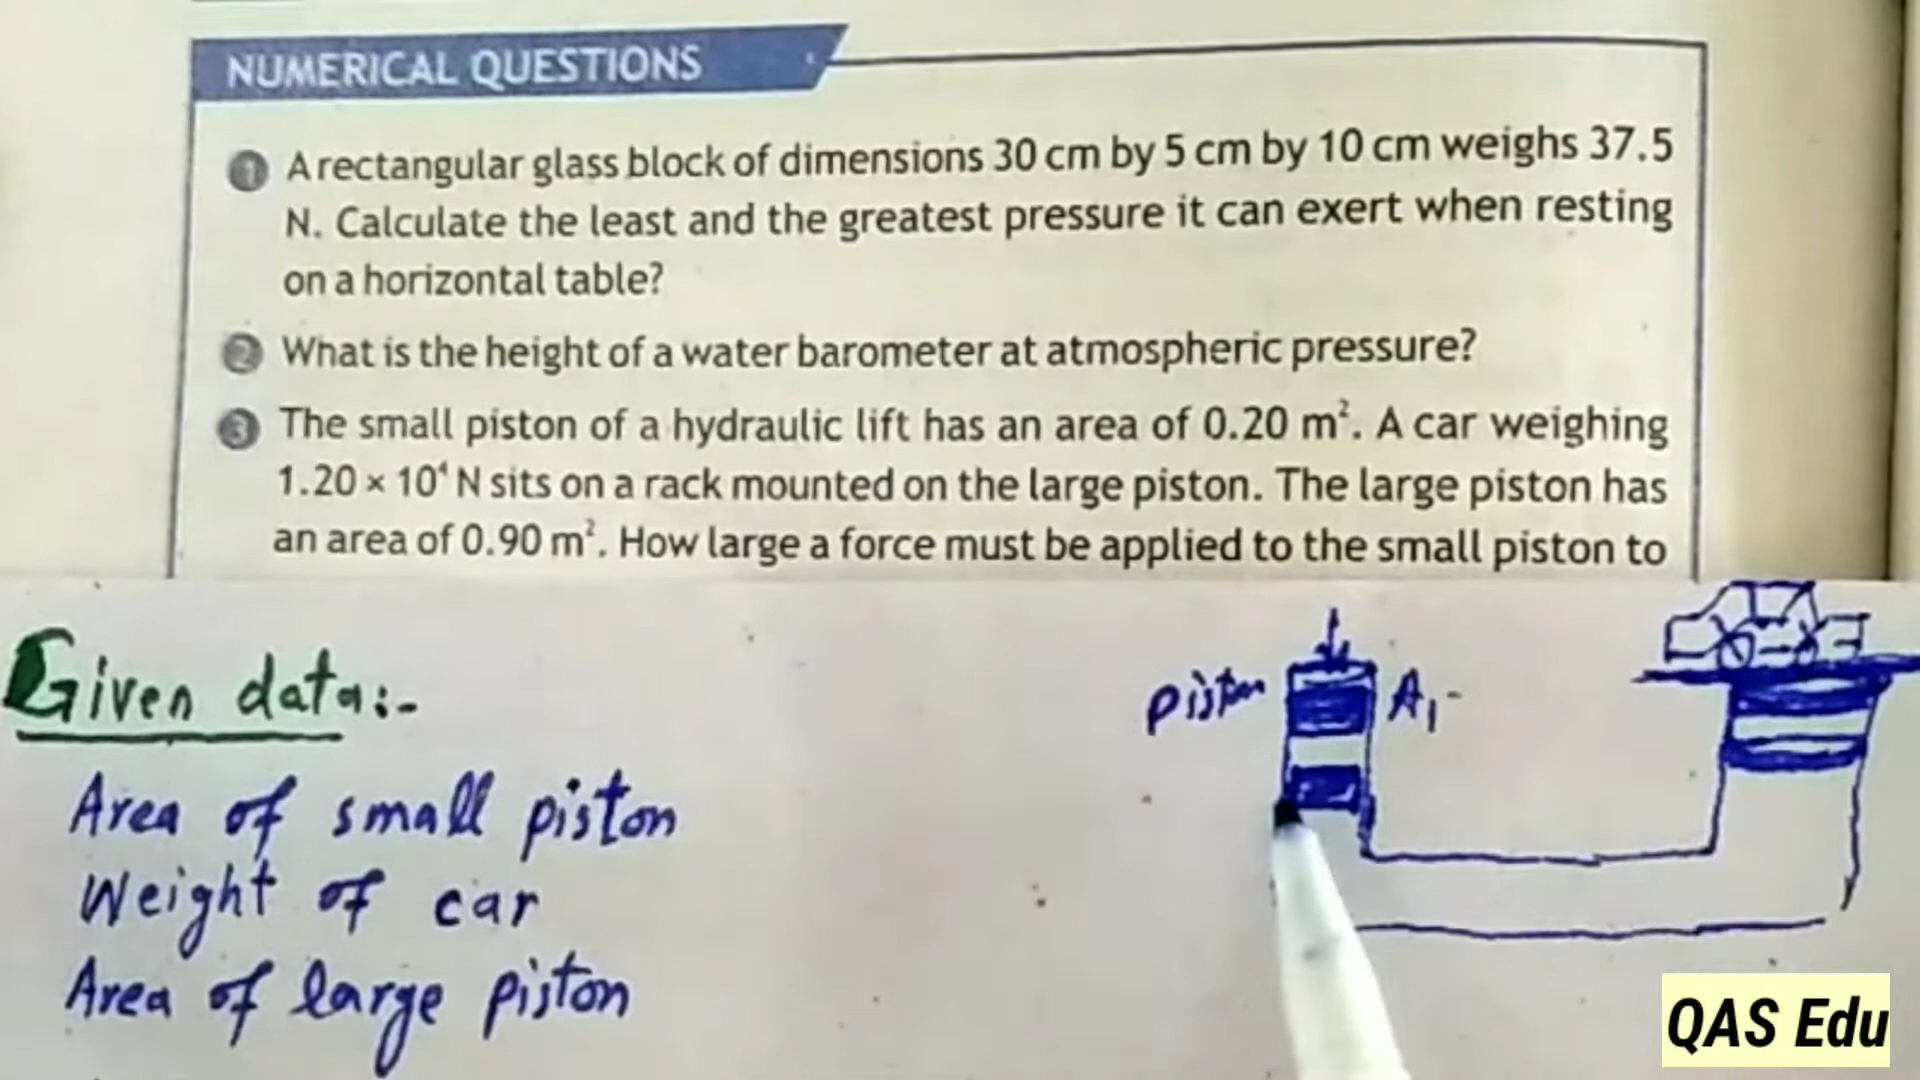 NUMERICAL QUESTIONS
1 A rectangular glass block of dimensions 30 cm by 5 cm by 10 cm weighs 37.5
N. Calculate the least and the greatest pressure it can exert when resting
on a horizontal table?
2 What is the height of a water barometer at atmospheric pressure?
3 The small piston of a hydraulic lift has an area of 0.20 m². A car weighing
1.20 × 10⁴ N sits on a rack mounted on the large piston. The large piston has
an area of 0.90 m². How large a force must be applied to the small piston to
Given data:-
piston A₁-
Area of small piston
Weight of car
Area of large piston
QAS Edu